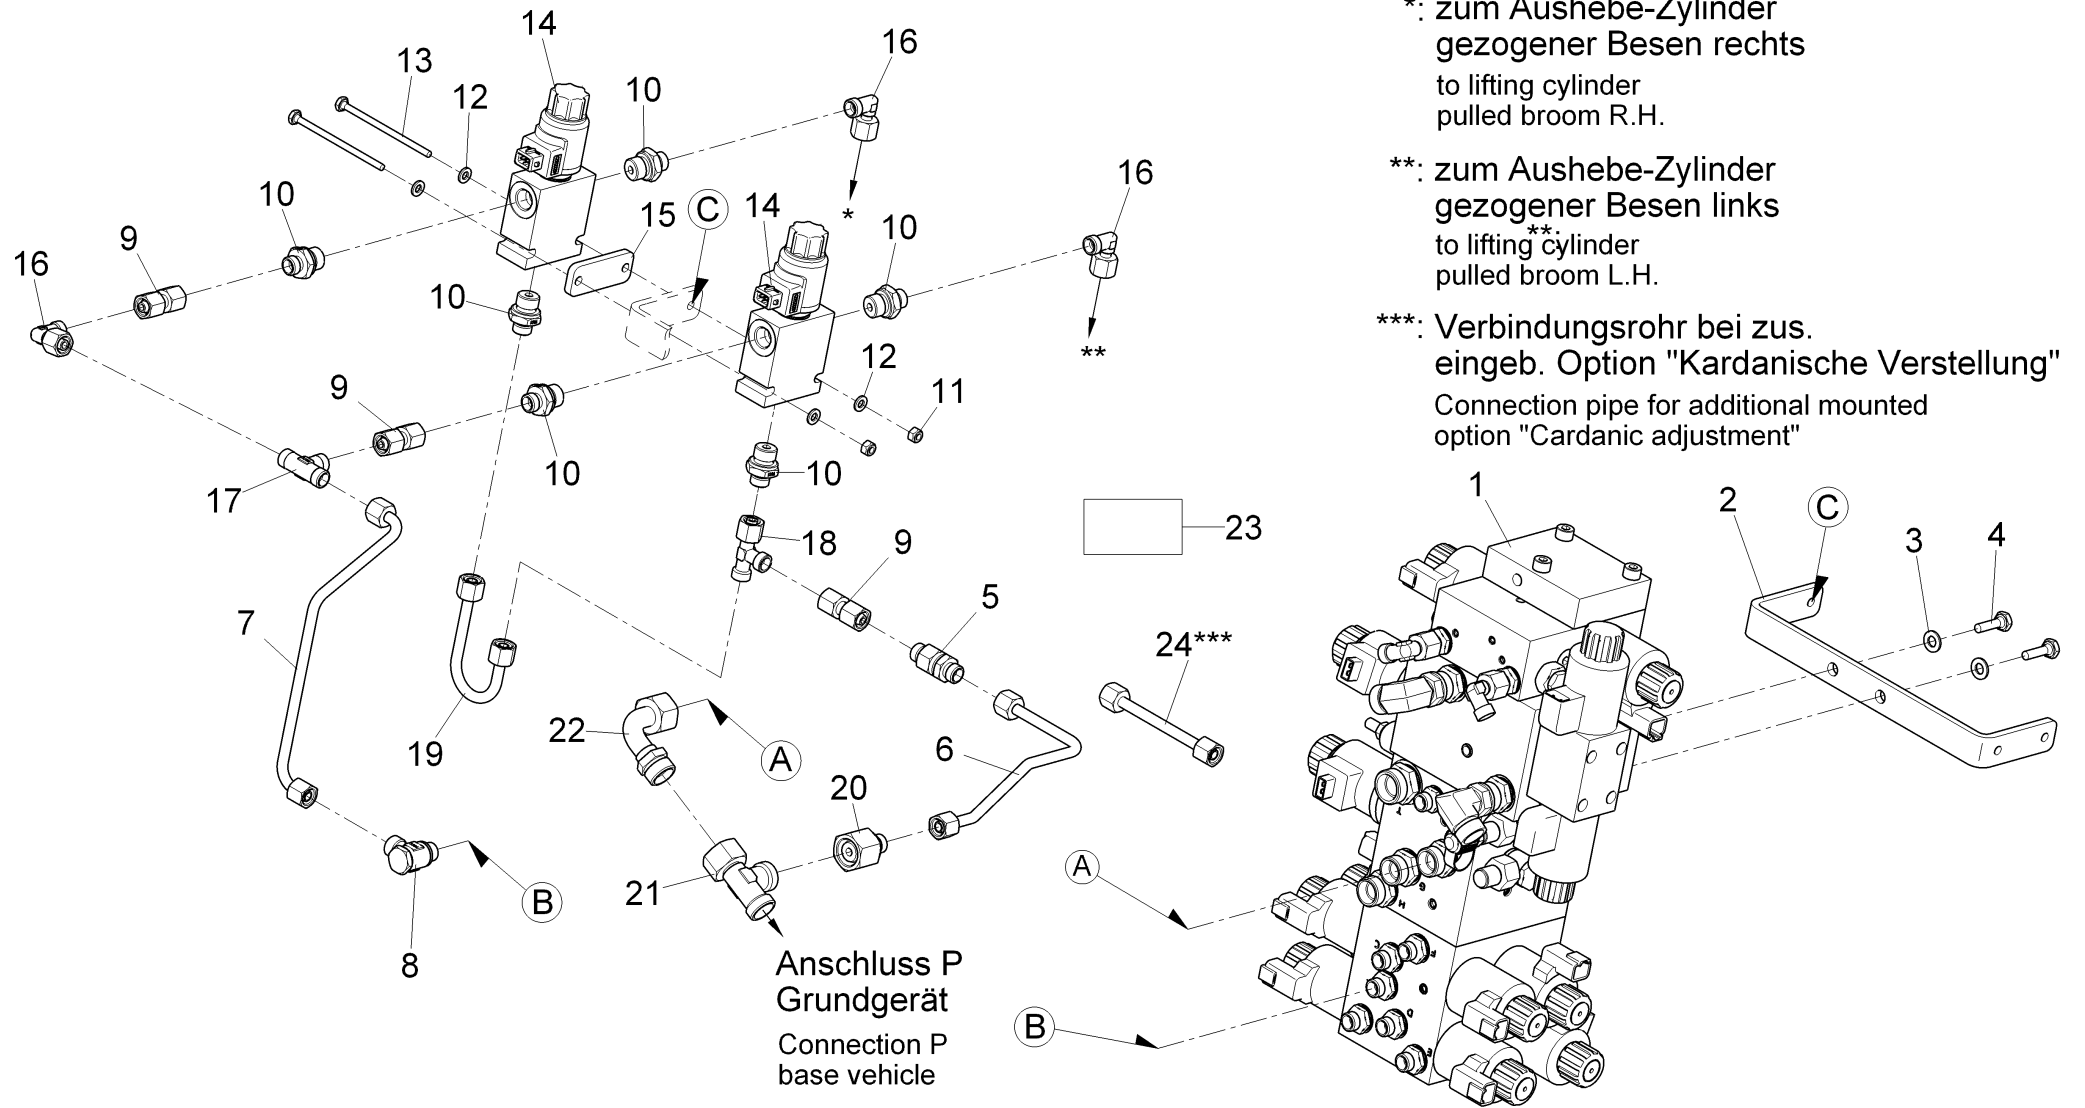 *: zum Aushebe-Zylinder
gezogener Besen rechts
to lifting cylinder
pulled broom R.H.
**: zum Aushebe-Zylinder
gezogener Besen links
**:
to lifting cylinder
pulled broom L.H.
***: Verbindungsrohr bei zus.
eingeb. Option "Kardanische Verstellung"
Connection pipe for additional mounted
option "Cardanic adjustment"
14
13
12
10
16
16
10
9
16
10
15
C
14
10
*
**
12
11
9
10
17
10
18
9
5
23
1
2
C
3
4
7
19
22
A
24***
6
20
21
8
B
A
B
Anschluss P
Grundgerät
Connection P
base vehicle
T
G
H
C
F
D
E